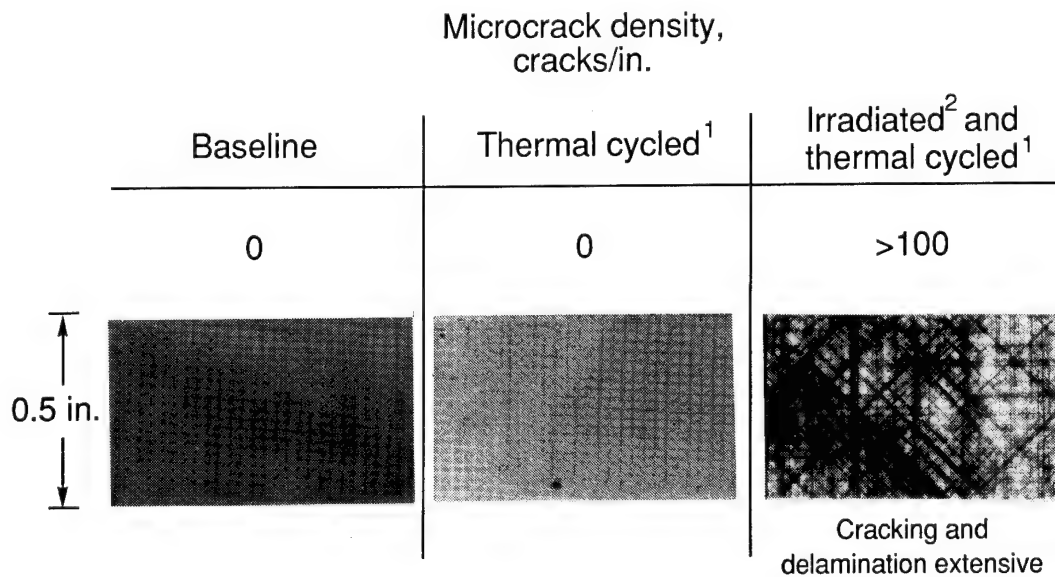 Microcrack density,
cracks/in.
Baseline
Thermal cycled¹
Irradiated² and
thermal cycled¹
0
0
>100
0.5 in.
Cracking and
delamination extensive